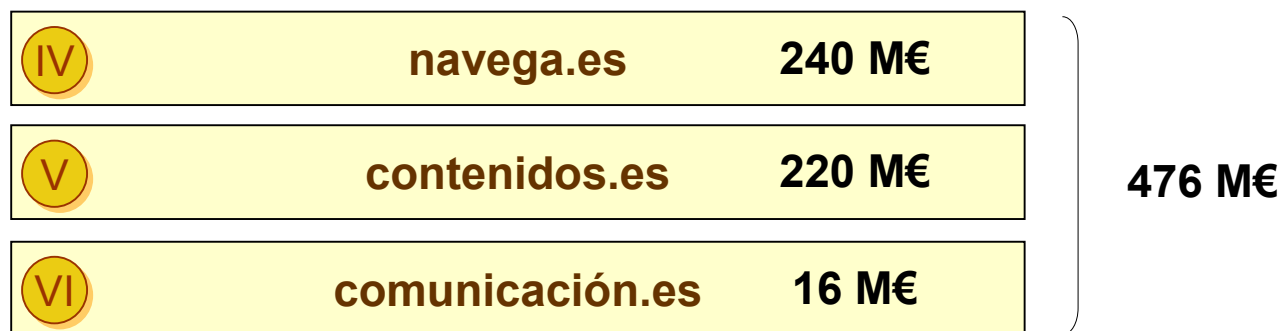 IV navega.es 240 M€
V contenidos.es 220 M€
476 M€
VI comunicación.es 16 M€